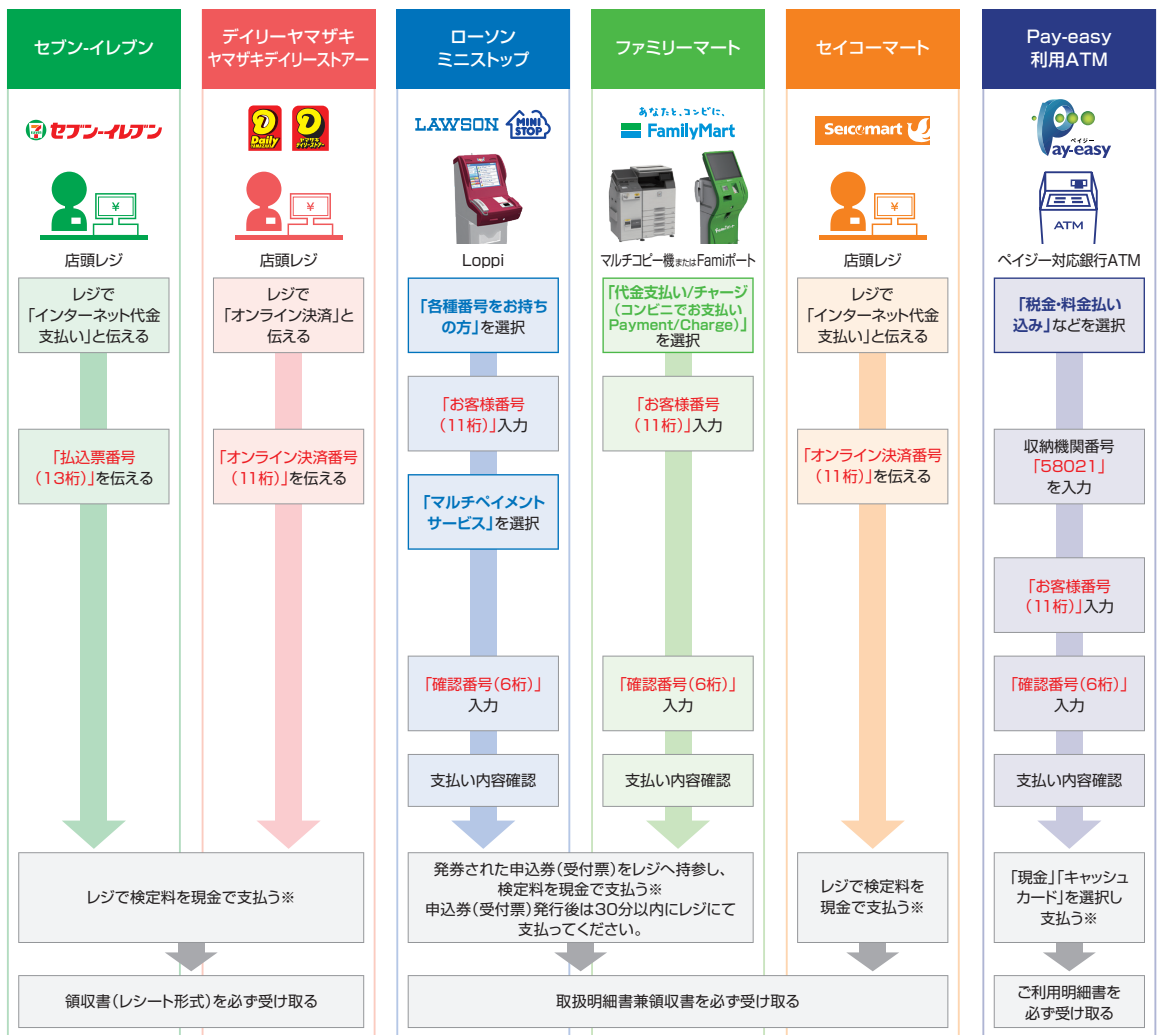 セブン-イレブン
セブン-イレブン
¥
店頭レジ
レジで
「インターネット代金
支払い」と伝える
「払込票番号
(13桁)」を伝える
デイリーヤマザキ
ヤマザキデイリーストアー
Daily
YAMAZAKI
ヤマザキ
デイリーストアー
¥
店頭レジ
レジで
「オンライン決済」と
伝える
「オンライン決済番号
(11桁)」を伝える
レジで検定料を現金で支払う※
領収書(レシート形式)を必ず受け取る
ローソン
ミニストップ
LAWSON
MINI
STOP
Loppi
「各種番号をお持ち
の方」を選択
「お客様番号
(11桁)」入力
「マルチペイメント
サービス」を選択
「確認番号(6桁)」
入力
支払い内容確認
ファミリーマート
あなたと、コンビに、
FamilyMart
マルチコピー機またはFamiポート
「代金支払い/チャージ
(コンビニでお支払い
Payment/Charge)」
を選択
「お客様番号
(11桁)」入力
「確認番号(6桁)」
入力
支払い内容確認
発券された申込券(受付票)をレジへ持参し、
検定料を現金で支払う※
申込券(受付票)発行後は30分以内にレジにて
支払ってください。
セイコーマート
Seicomart
¥
店頭レジ
レジで
「インターネット代金
支払い」と伝える
「オンライン決済番号
(11桁)」を伝える
レジで検定料を
現金で支払う※
取扱明細書兼領収書を必ず受け取る
Pay-easy
利用ATM
ペイジー
Pay-easy
ATM
ペイジー対応銀行ATM
「税金・料金払い
込み」などを選択
収納機関番号
「58021」
を入力
「お客様番号
(11桁)」入力
「確認番号(6桁)」
入力
支払い内容確認
「現金」「キャッシュ
カード」を選択し
支払う※
ご利用明細書を
必ず受け取る